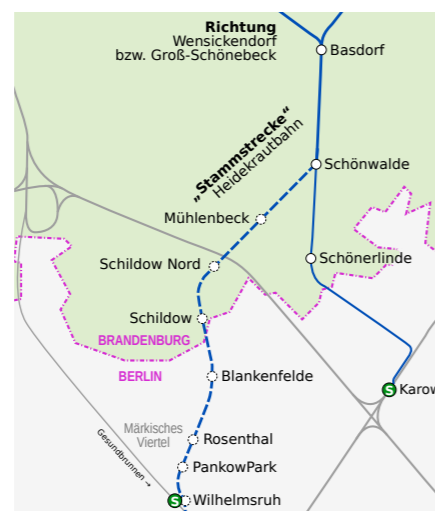 Richtung
Wensickendorf
bzw. Groß-Schönebeck
Basdorf
„Stammstrecke“
Heidekrautbahn
Schönwalde
Mühlenbeck
Schildow Nord
Schönerlinde
Schildow
BRANDENBURG
BERLIN
Blankenfelde
S Karow
Märkisches
Viertel
Rosenthal
Gesundbrunnen →
PankowPark
S Wilhelmsruh